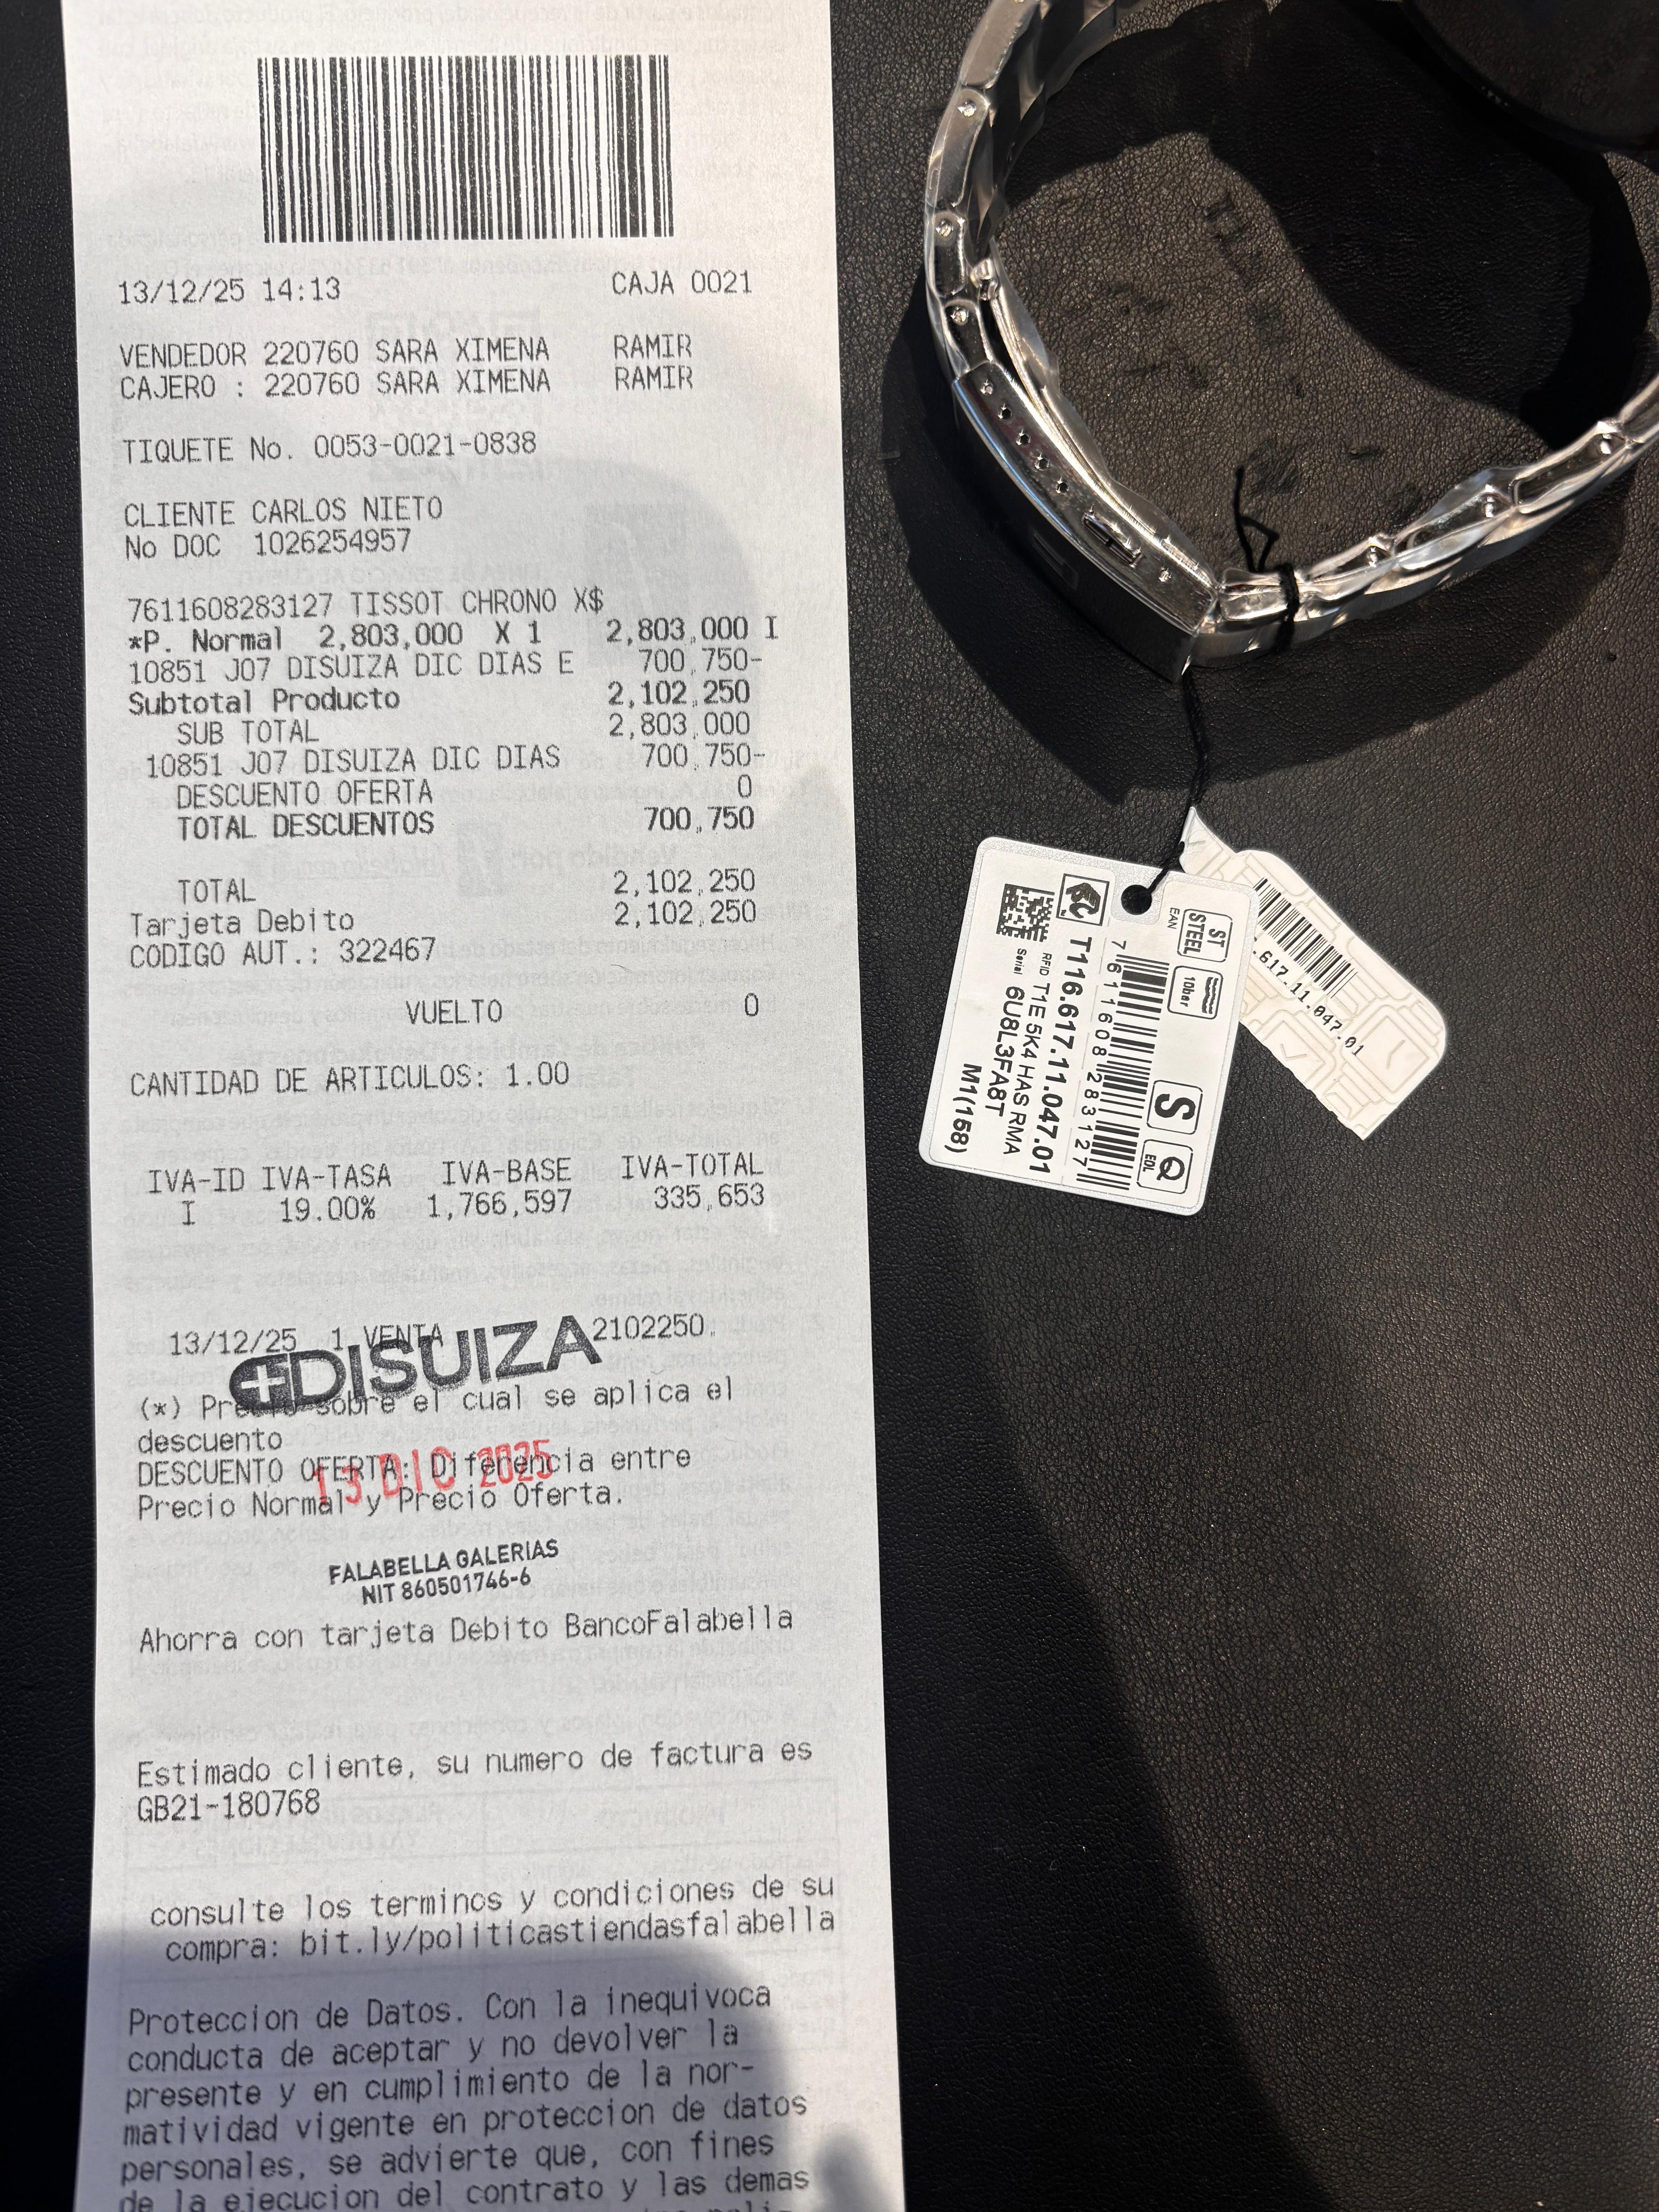 13/12/25 14:13 CAJA 0021
VENDEDOR 220760 SARA XIMENA RAMIR
CAJERO : 220760 SARA XIMENA RAMIR
TIQUETE No. 0053-0021-0838
CLIENTE CARLOS NIETO
No DOC 1026254957
7611608283127 TISSOT CHRONO X$
*P. Normal 2,803,000 X 1 2,803,000 I
10851 J07 DISUIZA DIC DIAS E 700,750-
Subtotal Producto 2,102,250
SUB TOTAL 2,803,000
10851 J07 DISUIZA DIC DIAS 700,750-
DESCUENTO OFERTA 0
TOTAL DESCUENTOS 700,750
TOTAL 2,102,250
Tarjeta Debito 2,102,250
CODIGO AUT.: 322467
VUELTO 0
CANTIDAD DE ARTICULOS: 1.00
IVA-ID IVA-TASA IVA-BASE IVA-TOTAL
I 19.00% 1,766,597 335,653
13/12/25 1 VENTA 2102250.
DISUIZA
(*) Precio sobre el cual se aplica el
descuento
DESCUENTO OFERTA: Diferencia entre
13 DIC 2025
Precio Normal y Precio Oferta.
FALABELLA GALERIAS
NIT 860501746-6
Ahorra con tarjeta Debito BancoFalabella
Estimado cliente, su numero de factura es
GB21-180768
consulte los terminos y condiciones de su
compra: bit.ly/politicastiendasfalabella
Proteccion de Datos. Con la inequivoca
conducta de aceptar y no devolver la
presente y en cumplimiento de la nor-
matividad vigente en proteccion de datos
personales, se advierte que, con fines
de la ejecucion del contrato y las demas
ST
STEEL
10bar
S
Q
EOL
EAN
7611608283127
T116.617.11.047.01
RFID T1E 5K4 HAS RMA
Serial 6U8L3FA8T
M1(158)
.617.11.047.01